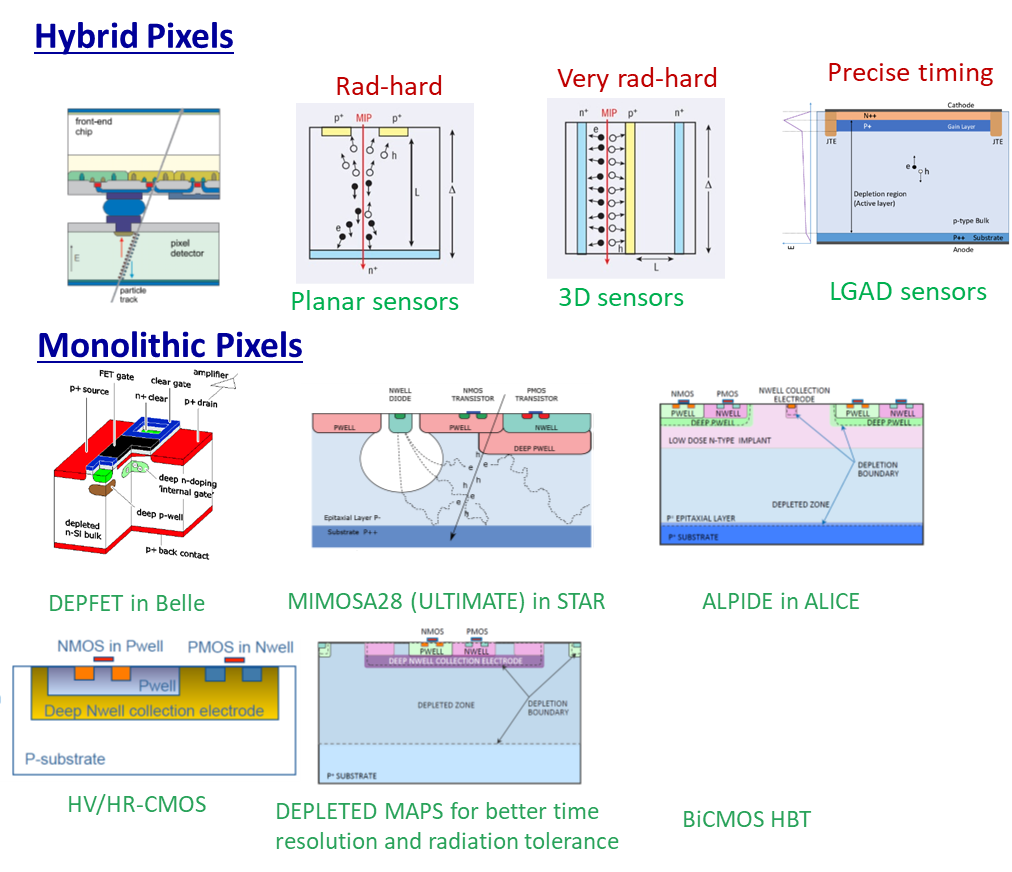 Hybrid Pixels
Rad-hard
Very rad-hard
Precise timing
front-end
chip
pixel
detector
E
particle
track
p⁺ MIP p⁺
h
L
Δ
e
n⁺
n⁺ MIP p⁺ n⁺
e
Δ
h
L
Cathode
N++
P+ Gain Layer
JTE JTE
e
h
Depletion region
(Active layer)
p-type Bulk
P++ Substrate
E
Anode
Planar sensors
3D sensors
LGAD sensors
Monolithic Pixels
amplifier
FET gate
clear gate
p+ source
n+ clear
p+ drain
deep n-doping
'internal gate'
deep p-well
depleted
n-Si bulk
p+ back contact
NWELL
DIODE
NMOS
TRANSISTOR
PMOS
TRANSISTOR
PWELL
PWELL
NWELL
DEEP PWELL
h
e
e
h
h
e
e
h
Epitaxial Layer P-
Substrate P++
NMOS PMOS
NWELL COLLECTION
ELECTRODE
PWELL NWELL
PWELL NWELL
DEEP PWELL
DEEP PWELL
LOW DOSE N-TYPE IMPLANT
DEPLETION
BOUNDARY
DEPLETED ZONE
P⁻ EPITAXIAL LAYER
P⁺ SUBSTRATE
DEPFET in Belle
MIMOSA28 (ULTIMATE) in STAR
ALPIDE in ALICE
NMOS in Pwell
PMOS in Nwell
Pwell
Deep Nwell collection electrode
P-substrate
NMOS PMOS
PWELL NWELL
DEEP NWELL COLLECTION ELECTRODE
DEPLETED ZONE
DEPLETION
BOUNDARY
P⁺ SUBSTRATE
HV/HR-CMOS
DEPLETED MAPS for better time
resolution and radiation tolerance
BiCMOS HBT